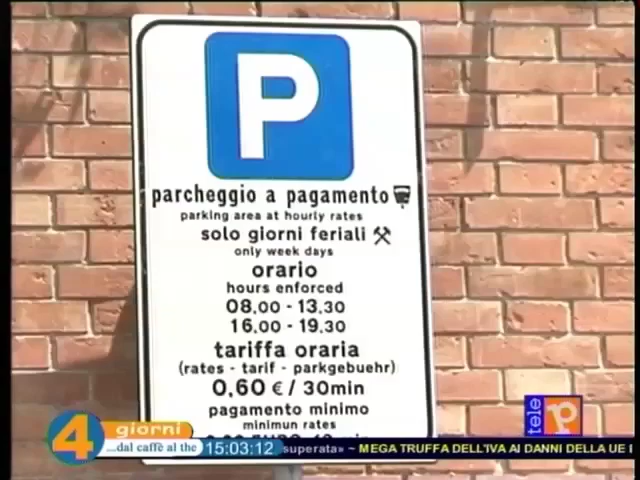 P
parcheggio a pagamento
parking area at hourly rates
solo giorni feriali
only week days
orario
hours enforced
08.00 - 13.30
16.00 - 19.30
tariffa oraria
(rates - tarif - parkgebuehr)
0,60 € / 30min
pagamento minimo
minimun rates
4 giorni
...dal caffè al the
15:03:12
superata» ~ MEGA TRUFFA DELL'IVA AI DANNI DELLA UE
tele p